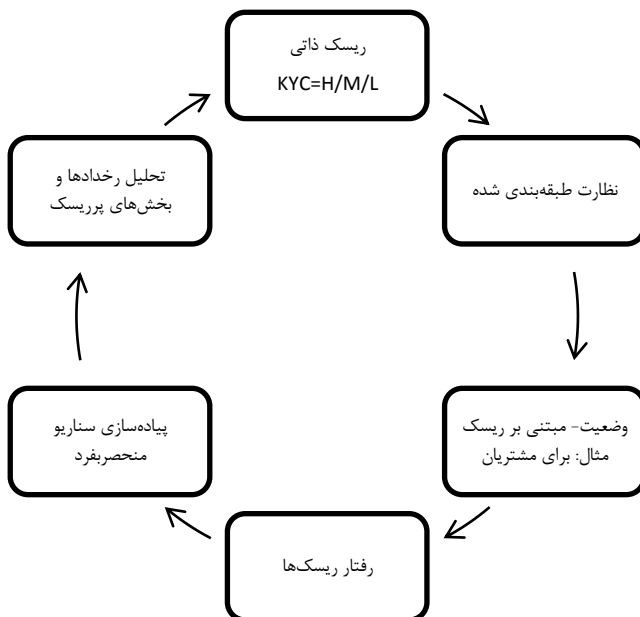 ریسک ذاتی
KYC=H/M/L
نظارت طبقه‌بندی شده
وضعیت- مبتنی بر ریسک
مثال: برای مشتریان
رفتار ریسک‌ها
پیاده‌سازی سناریو
منحصربفرد
تحلیل رخدادها و
بخش‌های پرریسک